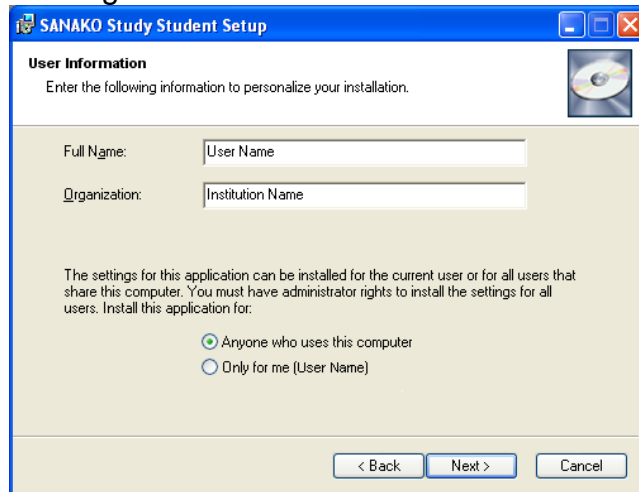 SANAKO Study Student Setup
User Information
Enter the following information to personalize your installation.
Full Name: User Name
Organization: Institution Name
The settings for this application can be installed for the current user or for all users that
share this computer. You must have administrator rights to install the settings for all
users. Install this application for:
Anyone who uses this computer
Only for me (User Name)
< Back Next > Cancel